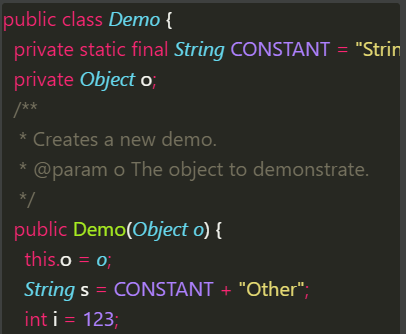 public class Demo {
private static final String CONSTANT = "Strin
private Object o;
/**
* Creates a new demo.
* @param o The object to demonstrate.
*/
public Demo(Object o) {
this.o = o;
String s = CONSTANT + "Other";
int i = 123;